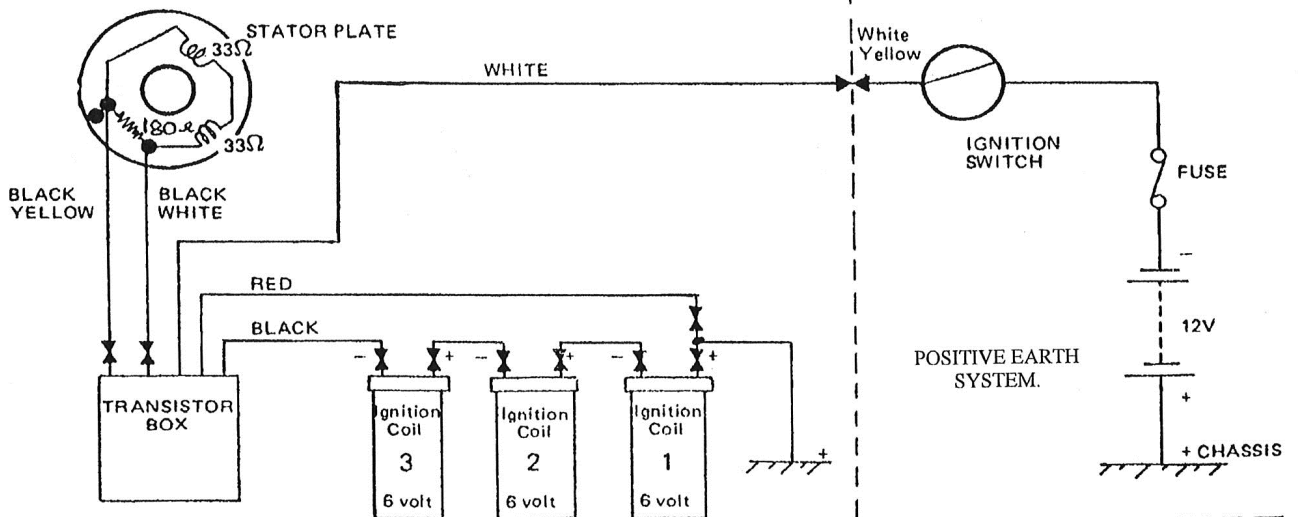 STATOR PLATE
33Ω
180Ω
33Ω
BLACK
YELLOW
BLACK
WHITE
WHITE
White
Yellow
IGNITION
SWITCH
FUSE
–
12V
+
+ CHASSIS
POSITIVE EARTH
SYSTEM.
RED
BLACK
TRANSISTOR
BOX
– +
Ignition
Coil
3
6 volt
– +
Ignition
Coil
2
6 volt
– +
Ignition
Coil
1
6 volt
+